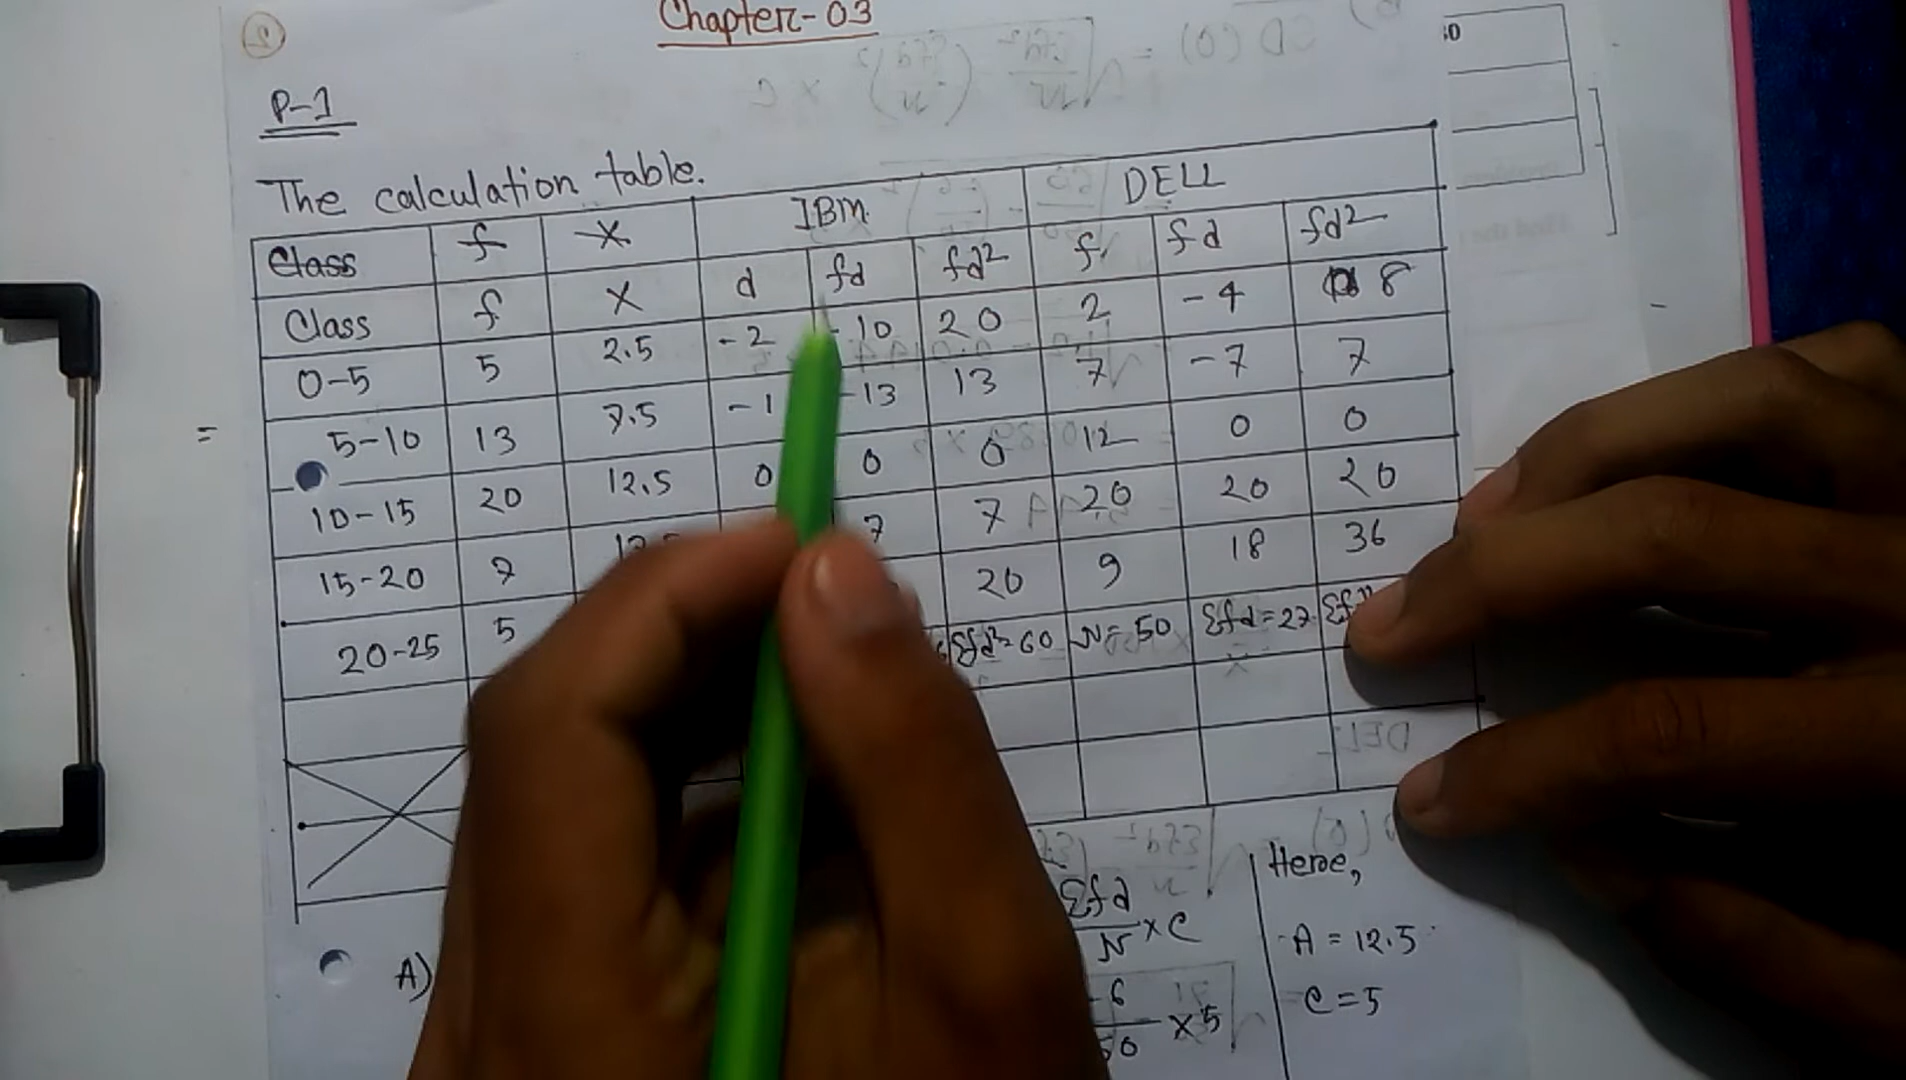 Chapter-03
P-1
The calculation table.
IBM DELL
Class f X
d fd fd² f fd fd²
Class f X
0-5 5 2.5 -2 -10 20 2 -4 8
5-10 13 7.5 -1 -13 13 7 -7 7
10-15 20 12.5 0 0 0 12 0 0
15-20 7 7 7 20 20 20
20-25 5 20 9 18 36
Σfd²=60 N=50 Σfd=27
A) Σfd/N × C
-6/50 × 5
Here,
A = 12.5
C = 5